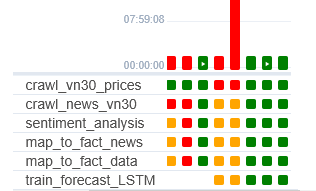 07:59:08
00:00:00
crawl_vn30_prices
crawl_news_vn30
sentiment_analysis
map_to_fact_news
map_to_fact_data
train_forecast_LSTM